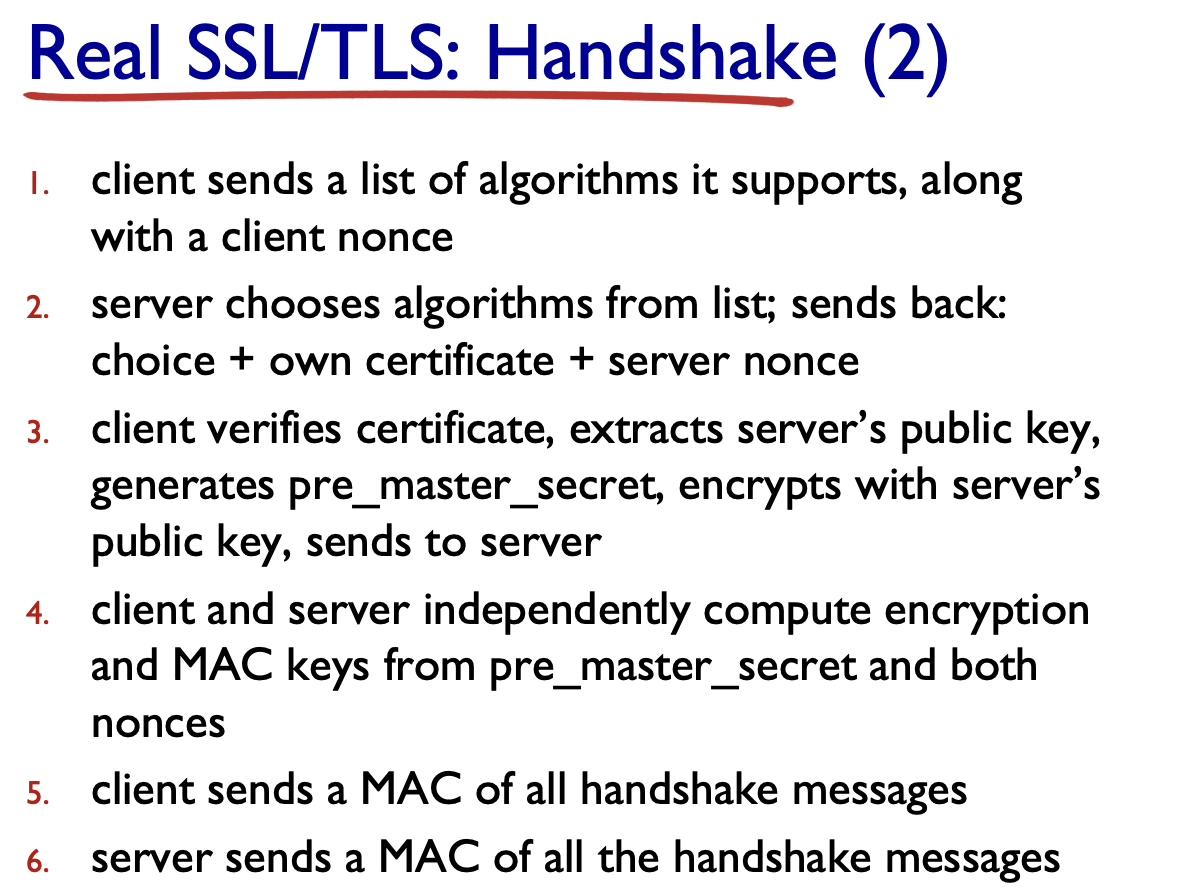 Real SSL/TLS: Handshake (2)
1. client sends a list of algorithms it supports, along
with a client nonce
2. server chooses algorithms from list; sends back:
choice + own certificate + server nonce
3. client verifies certificate, extracts server’s public key,
generates pre_master_secret, encrypts with server’s
public key, sends to server
4. client and server independently compute encryption
and MAC keys from pre_master_secret and both
nonces
5. client sends a MAC of all handshake messages
6. server sends a MAC of all the handshake messages